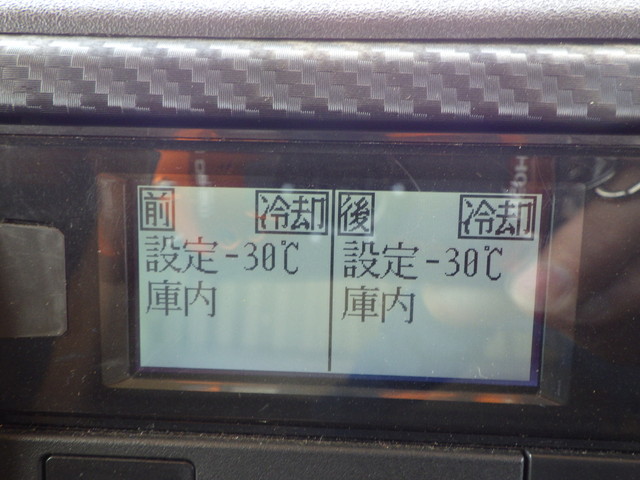 前 冷却
設定-30℃
庫内
後 冷却
設定-30℃
庫内